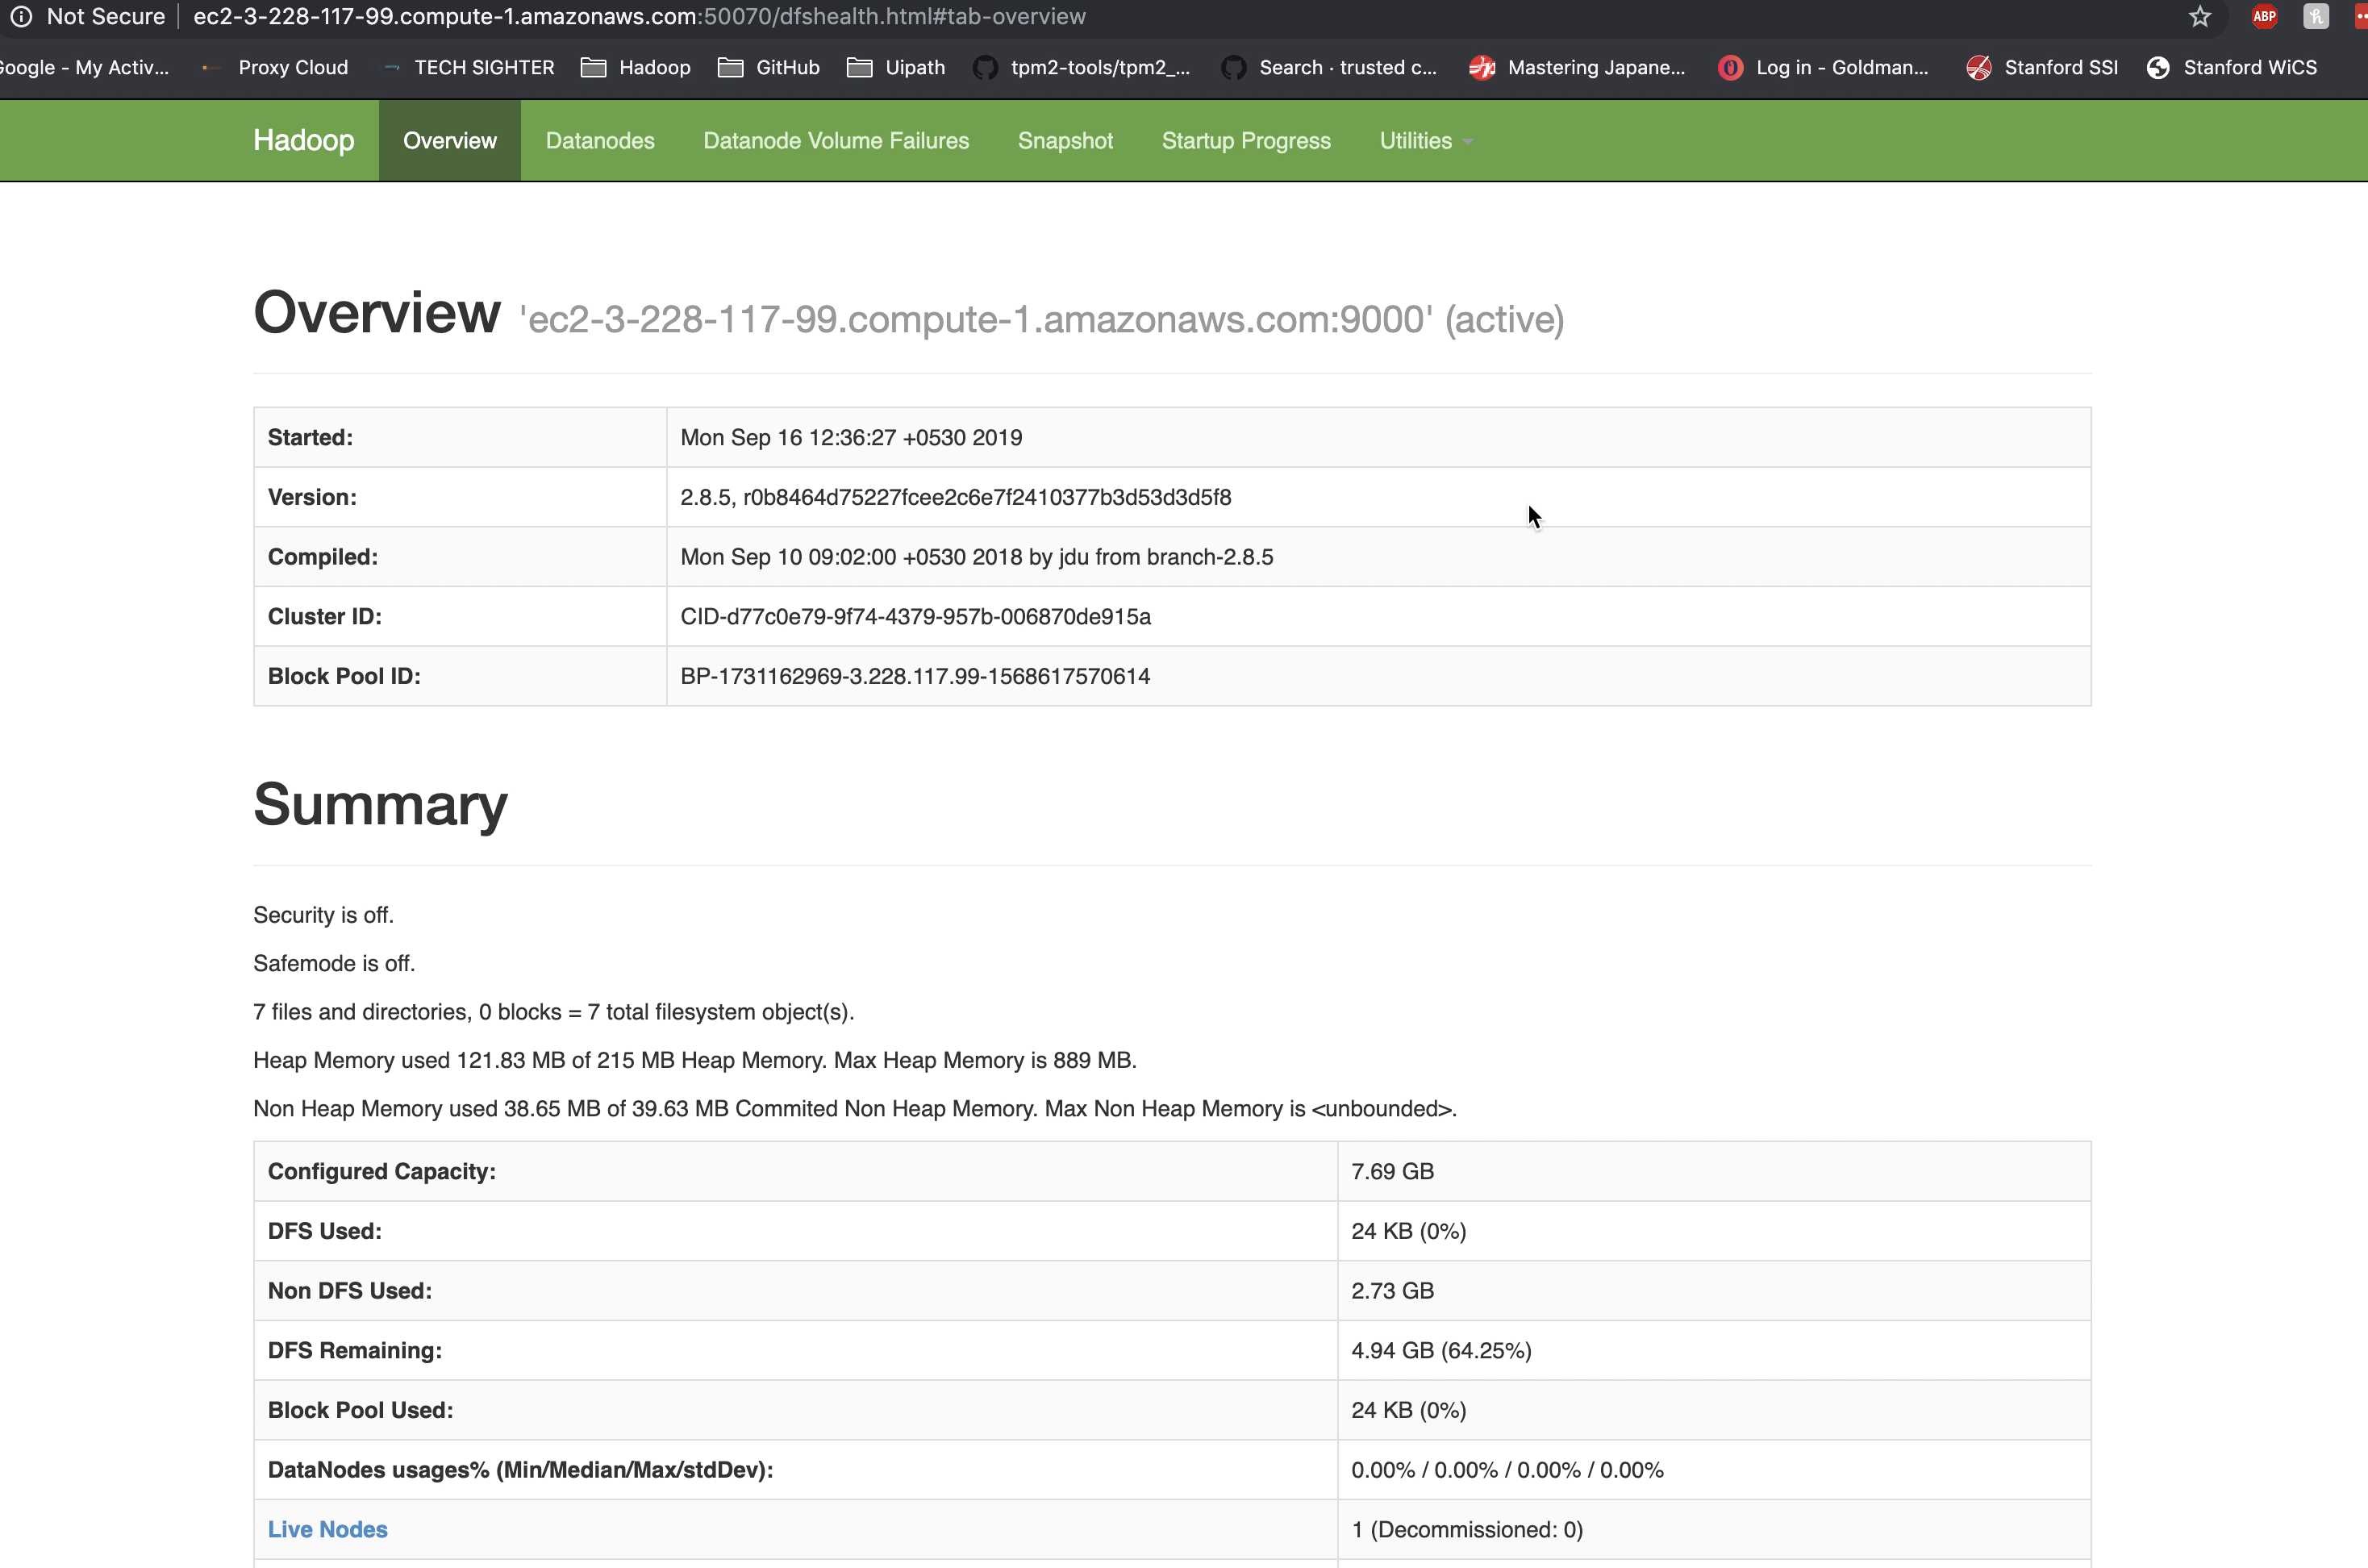 Not Secure ec2-3-228-117-99.compute-1.amazonaws.com:50070/dfshealth.html#tab-overview ABP
Google - My Activ... Proxy Cloud TECH SIGHTER Hadoop GitHub Uipath tpm2-tools/tpm2_... Search · trusted c... Mastering Japane... Log in - Goldman... Stanford SSI Stanford WiCS
Hadoop Overview Datanodes Datanode Volume Failures Snapshot Startup Progress Utilities
Overview 'ec2-3-228-117-99.compute-1.amazonaws.com:9000' (active)
Started: Mon Sep 16 12:36:27 +0530 2019
Version: 2.8.5, r0b8464d75227fcee2c6e7f2410377b3d53d3d5f8
Compiled: Mon Sep 10 09:02:00 +0530 2018 by jdu from branch-2.8.5
Cluster ID: CID-d77c0e79-9f74-4379-957b-006870de915a
Block Pool ID: BP-1731162969-3.228.117.99-1568617570614
Summary
Security is off.
Safemode is off.
7 files and directories, 0 blocks = 7 total filesystem object(s).
Heap Memory used 121.83 MB of 215 MB Heap Memory. Max Heap Memory is 889 MB.
Non Heap Memory used 38.65 MB of 39.63 MB Commited Non Heap Memory. Max Non Heap Memory is <unbounded>.
Configured Capacity: 7.69 GB
DFS Used: 24 KB (0%)
Non DFS Used: 2.73 GB
DFS Remaining: 4.94 GB (64.25%)
Block Pool Used: 24 KB (0%)
DataNodes usages% (Min/Median/Max/stdDev): 0.00% / 0.00% / 0.00% / 0.00%
Live Nodes 1 (Decommissioned: 0)